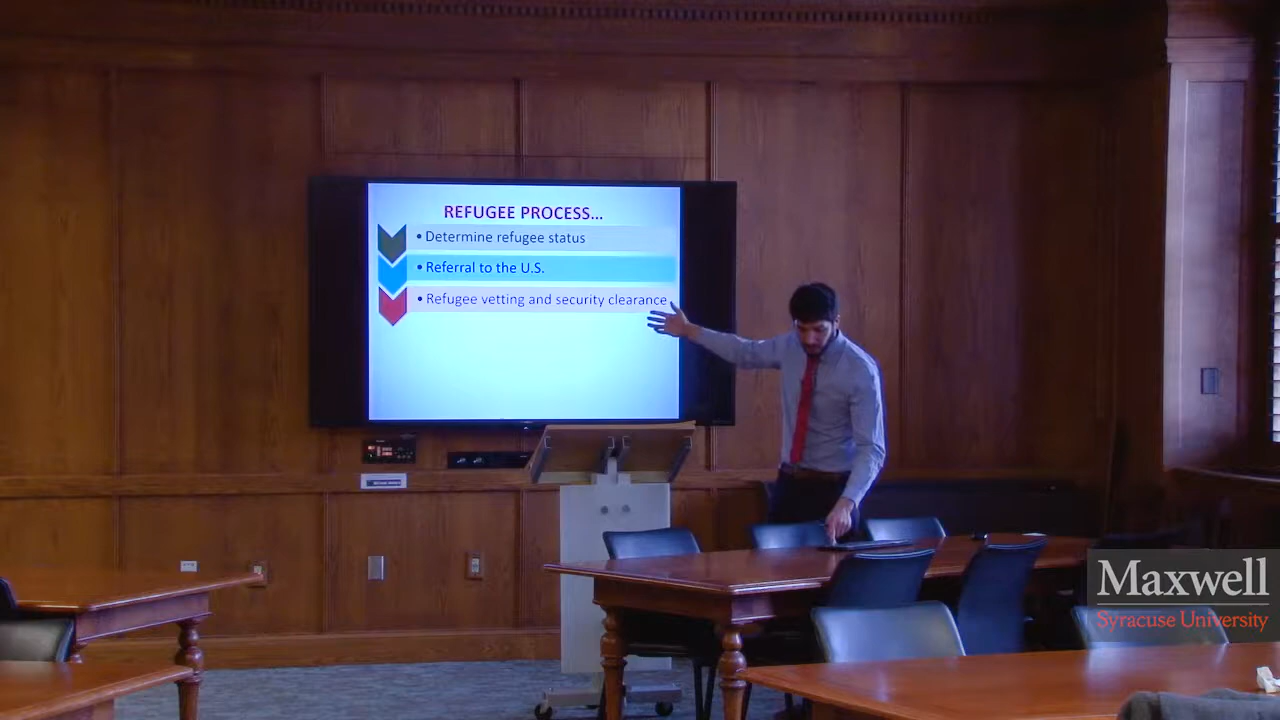 REFUGEE PROCESS...
• Determine refugee status
• Referral to the U.S.
• Refugee vetting and security clearance
Maxwell
Syracuse University